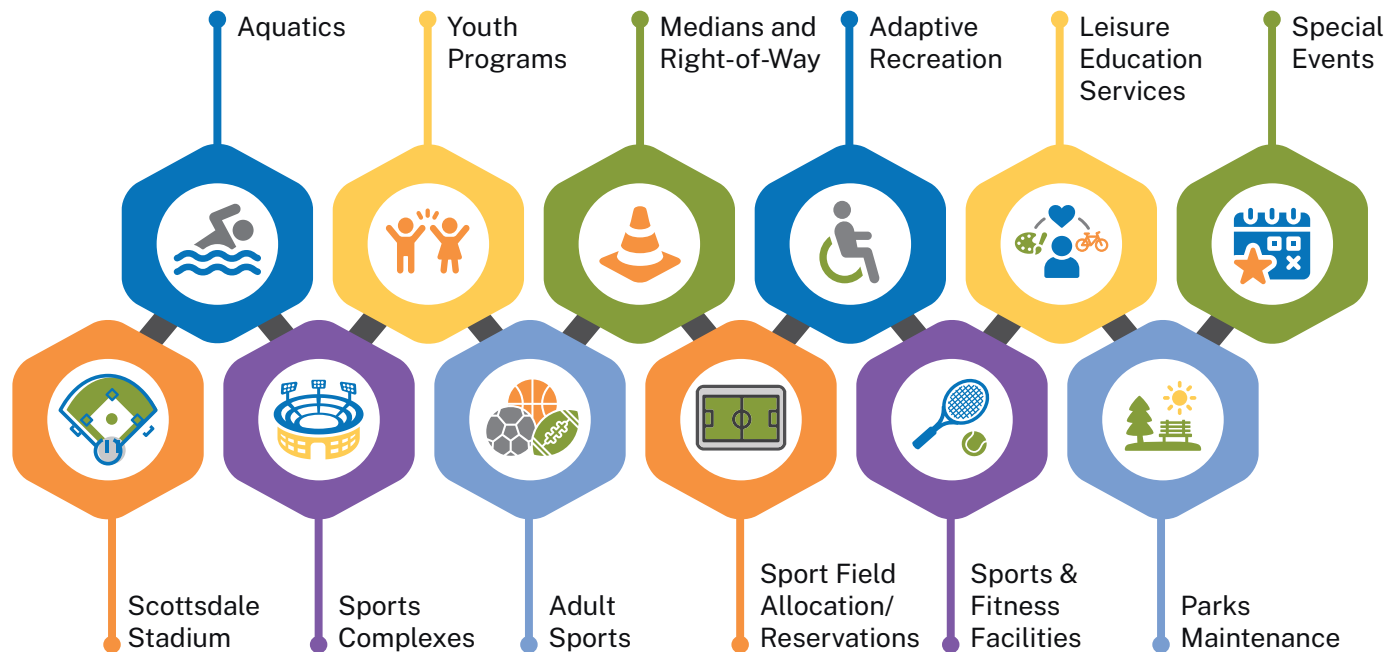 Aquatics
Youth
Programs
Medians and
Right-of-Way
Adaptive
Recreation
Leisure
Education
Services
Special
Events
Scottsdale
Stadium
Sports
Complexes
Adult
Sports
Sport Field
Allocation/
Reservations
Sports &
Fitness
Facilities
Parks
Maintenance